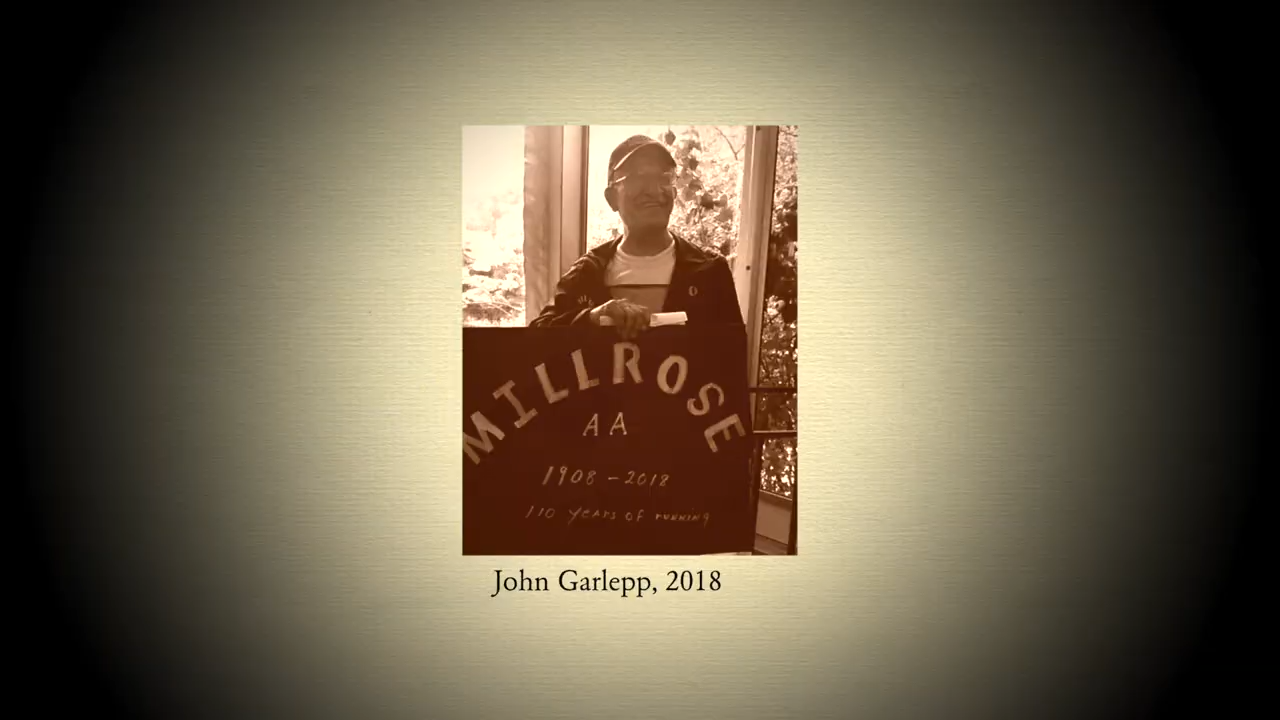 MILLROSE
AA
1908 - 2018
110 years of running
John Garlepp, 2018